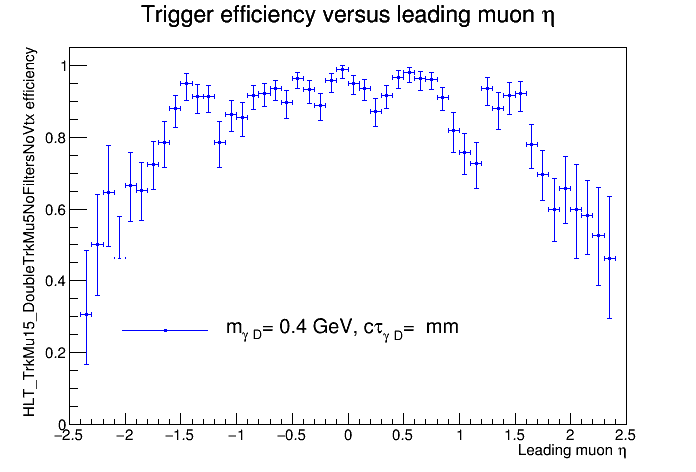 Trigger efficiency versus leading muon η
HLT_TrkMu15_DoubleTrkMu5NoFiltersNoVtx efficiency
1
0.8
0.6
0.4
0.2
0
m_γ D= 0.4 GeV, cτ_γ D=  mm
−2.5 −2 −1.5 −1 −0.5 0 0.5 1 1.5 2 2.5
Leading muon η